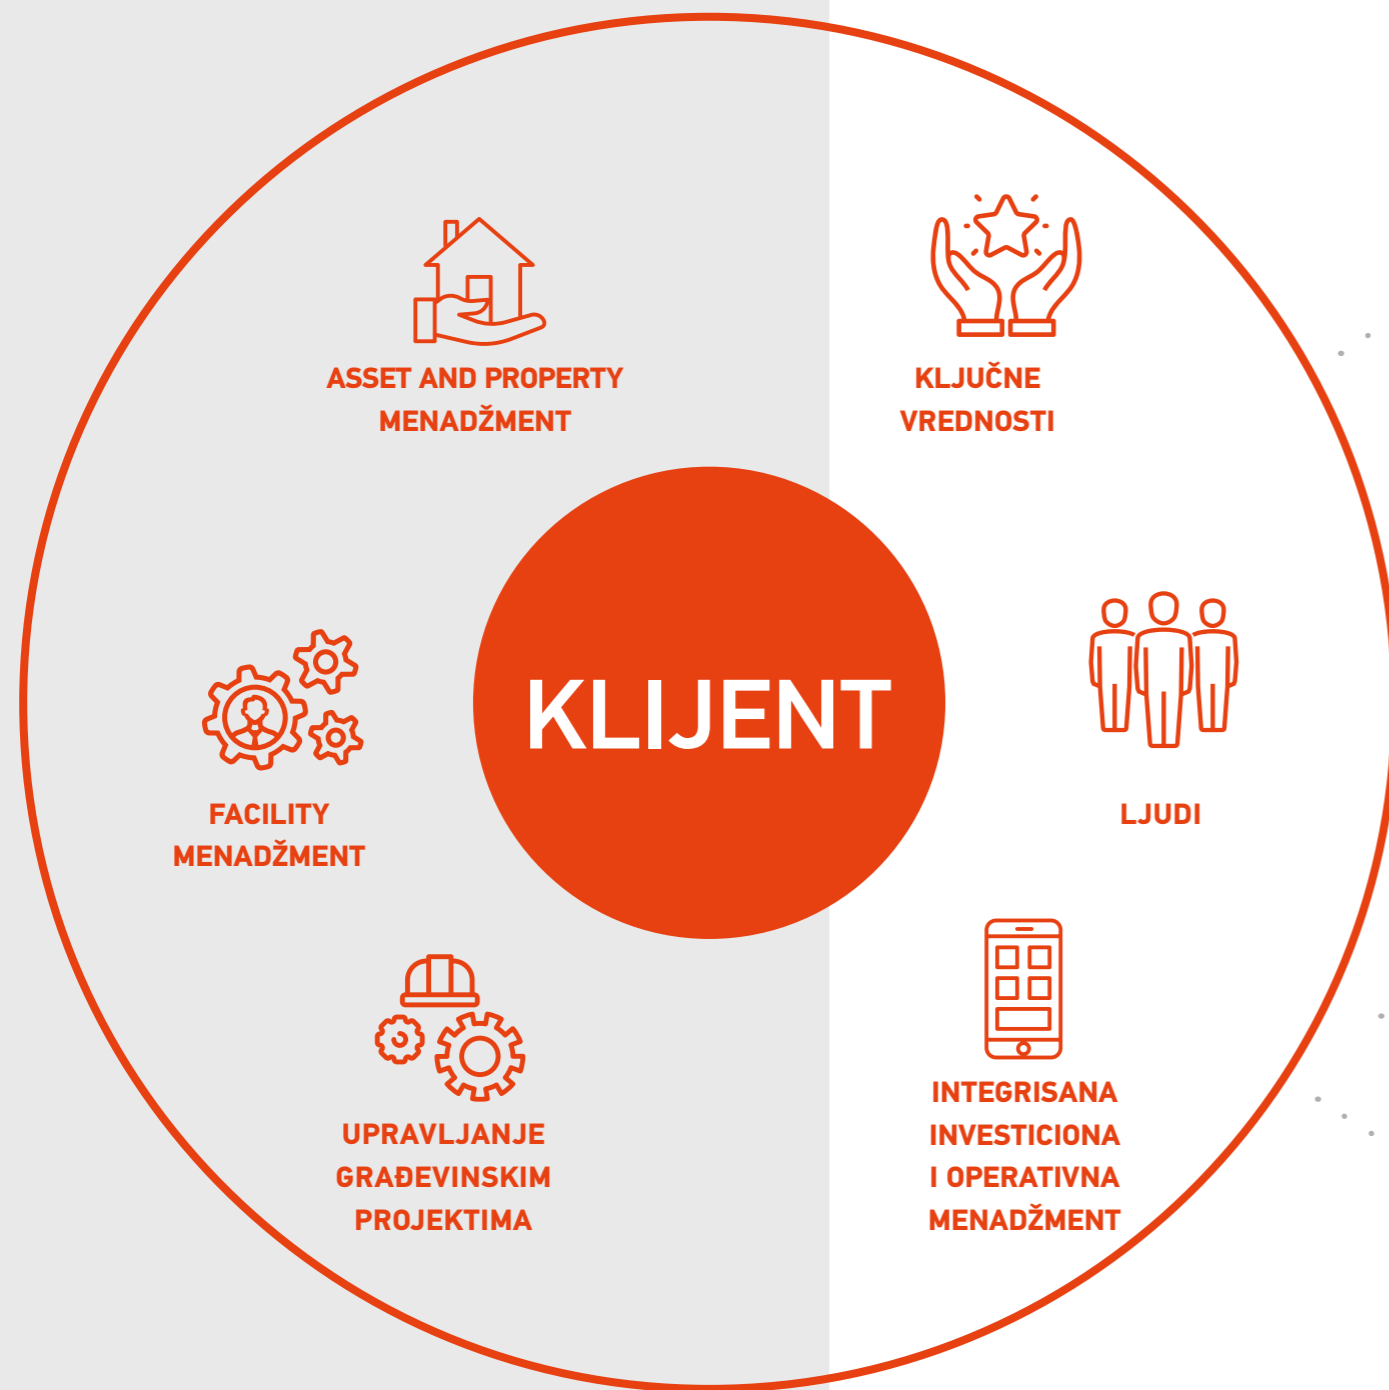 ASSET AND PROPERTY
MENADŽMENT
KLJUČNE
VREDNOSTI
KLIJENT
FACILITY
MENADŽMENT
LJUDI
UPRAVLJANJE
GRAĐEVINSKIM
PROJEKTIMA
INTEGRISANA
INVESTICIONA
I OPERATIVNA
MENADŽMENT